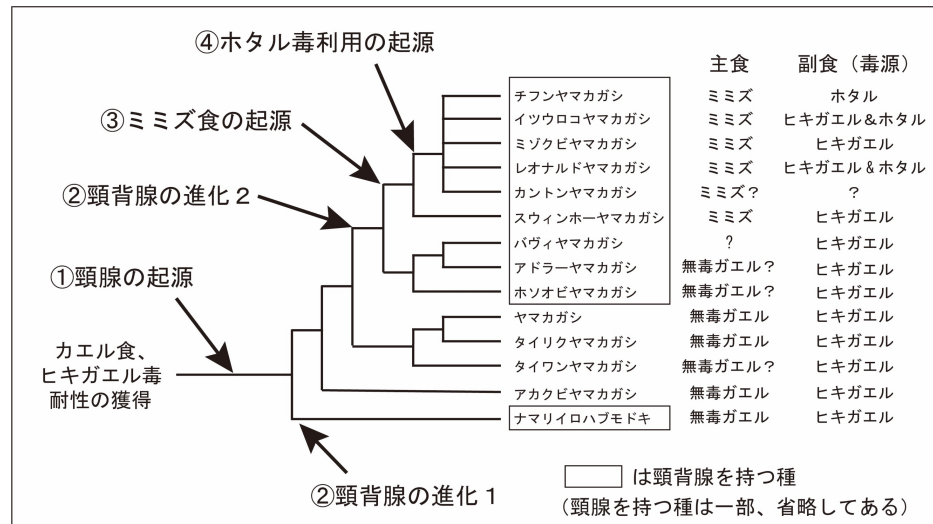 ④ホタル毒利用の起源
主食 副食（毒源）
チフンヤマカガシ ミミズ ホタル
③ミミズ食の起源
イツウロコヤマカガシ ミミズ ヒキガエル＆ホタル
ミゾクビヤマカガシ ミミズ ヒキガエル
レオナルドヤマカガシ ミミズ ヒキガエル＆ホタル
②頸背腺の進化２
カントンヤマカガシ ミミズ？ ？
スウィンホーヤマカガシ ミミズ ヒキガエル
バヴィヤマカガシ ？ ヒキガエル
アドラーヤマカガシ 無毒ガエル？ ヒキガエル
①頸腺の起源
ホソオビヤマカガシ 無毒ガエル？ ヒキガエル
ヤマカガシ 無毒ガエル ヒキガエル
タイリクヤマカガシ 無毒ガエル ヒキガエル
タイワンヤマカガシ 無毒ガエル？ ヒキガエル
カエル食、
ヒキガエル毒
耐性の獲得
アカクビヤマカガシ 無毒ガエル ヒキガエル
ナマリイロハブモドキ 無毒ガエル ヒキガエル
②頸背腺の進化１
は頸背腺を持つ種
（頸腺を持つ種は一部、省略してある）